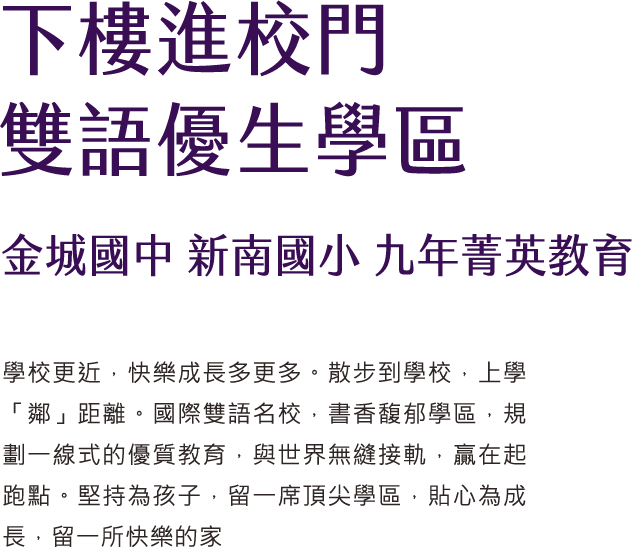 下樓進校門
雙語優生學區
金城國中 新南國小 九年菁英教育
學校更近，快樂成長多更多。散步到學校，上學
「鄰」距離。國際雙語名校，書香馥郁學區，規
劃一線式的優質教育，與世界無縫接軌，贏在起
跑點。堅持為孩子，留一席頂尖學區，貼心為成
長，留一所快樂的家